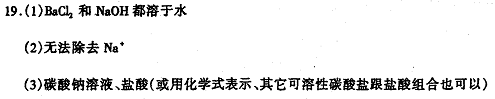 19.(1)BaCl₂ 和 NaOH 都溶于水
(2)无法除去 Na⁺
(3)碳酸钠溶液、盐酸(或用化学式表示、其它可溶性碳酸盐跟盐酸组合也可以)